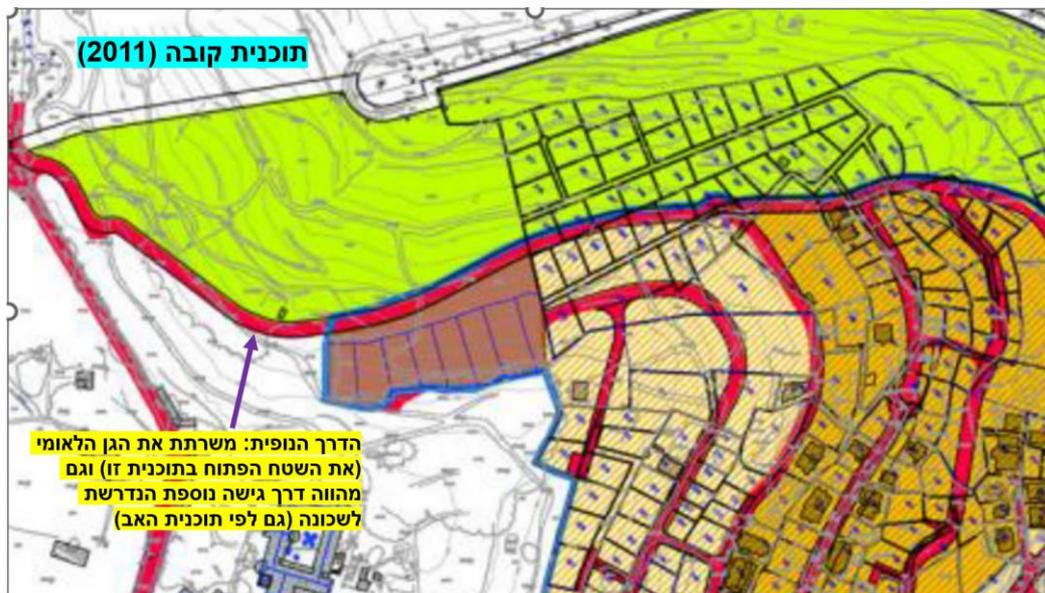 תוכנית קובה (2011)
הדרך הנופית: משרתת את הגן הלאומי
(את השטח הפתוח בתוכנית זו) וגם
מהווה דרך גישה נוספת הנדרשת
לשכונה (גם לפי תוכנית האב)